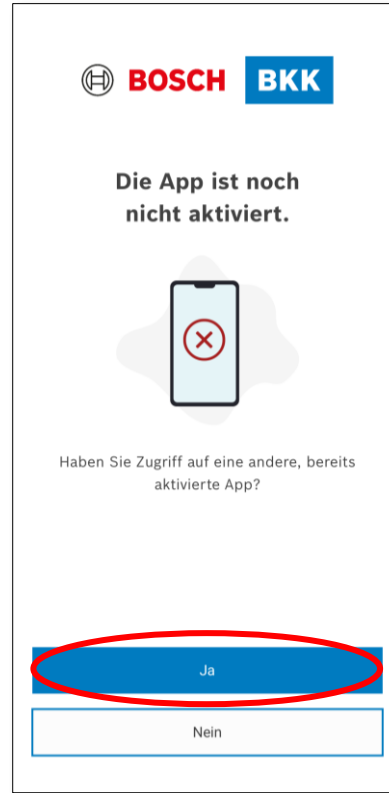 BOSCH BKK
Die App ist noch
nicht aktiviert.
Haben Sie Zugriff auf eine andere, bereits
aktivierte App?
Ja
Nein